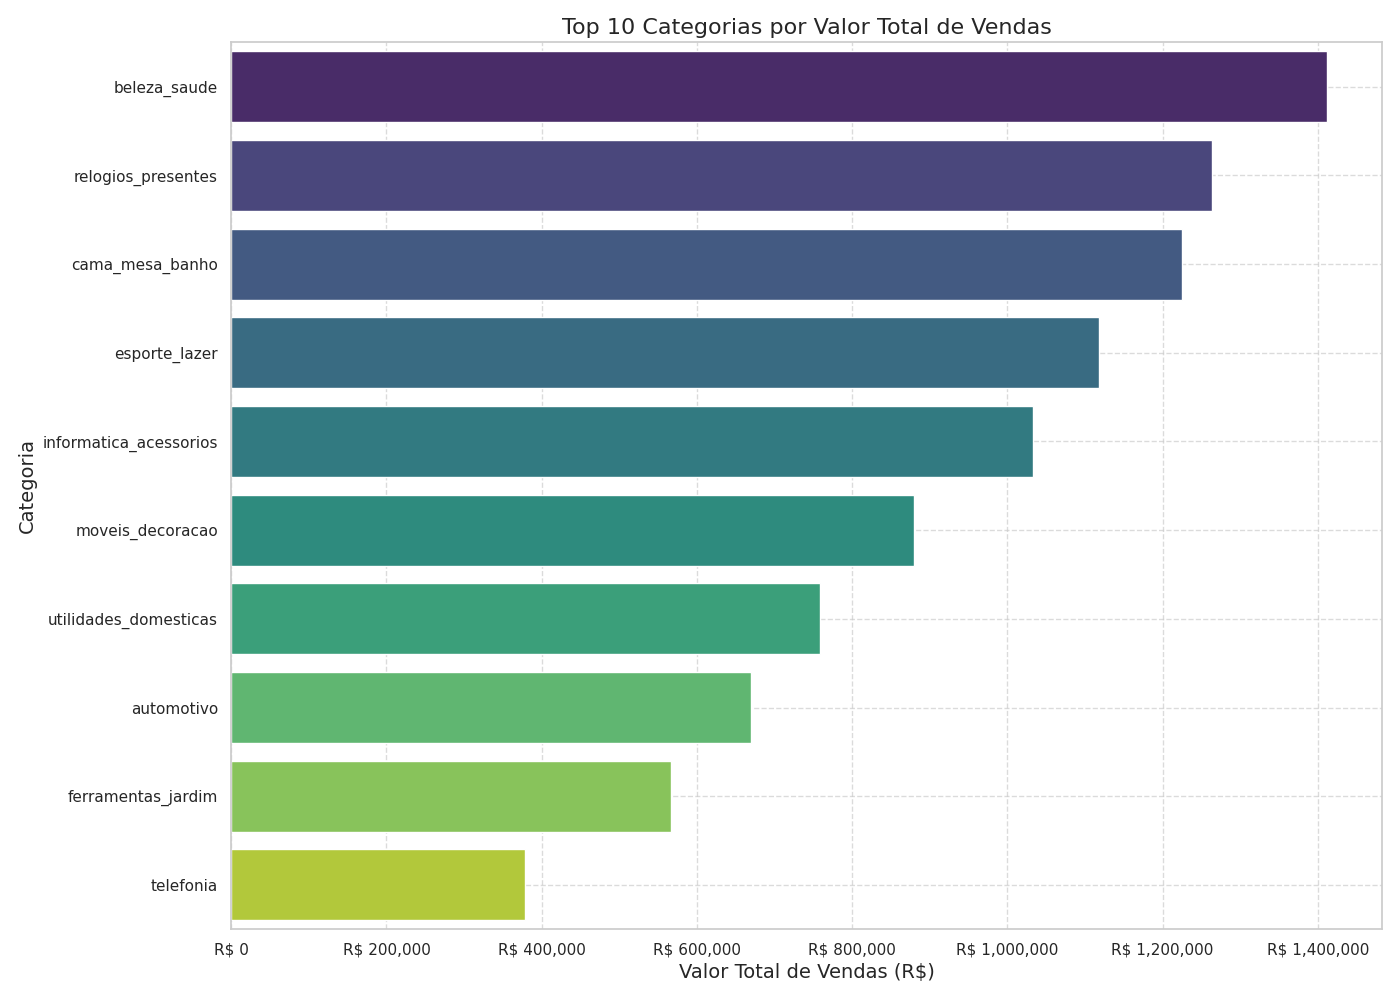 Top 10 Categorias por Valor Total de Vendas
Categoria
beleza_saude
relogios_presentes
cama_mesa_banho
esporte_lazer
informatica_acessorios
moveis_decoracao
utilidades_domesticas
automotivo
ferramentas_jardim
telefonia
R$ 0 R$ 200,000 R$ 400,000 R$ 600,000 R$ 800,000 R$ 1,000,000 R$ 1,200,000 R$ 1,400,000
Valor Total de Vendas (R$)